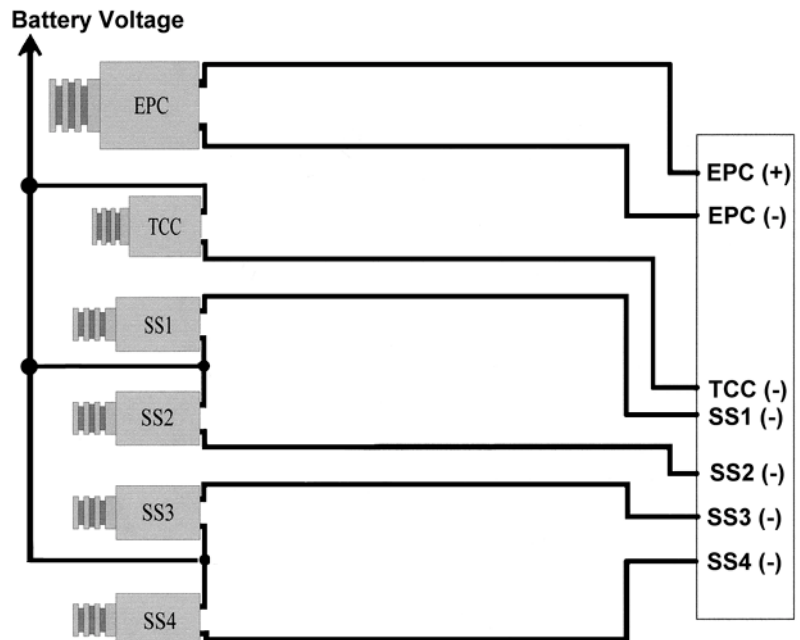 Battery Voltage
EPC
EPC (+)
EPC (-)
TCC
SS1
TCC (-)
SS1 (-)
SS2
SS2 (-)
SS3
SS3 (-)
SS4 (-)
SS4